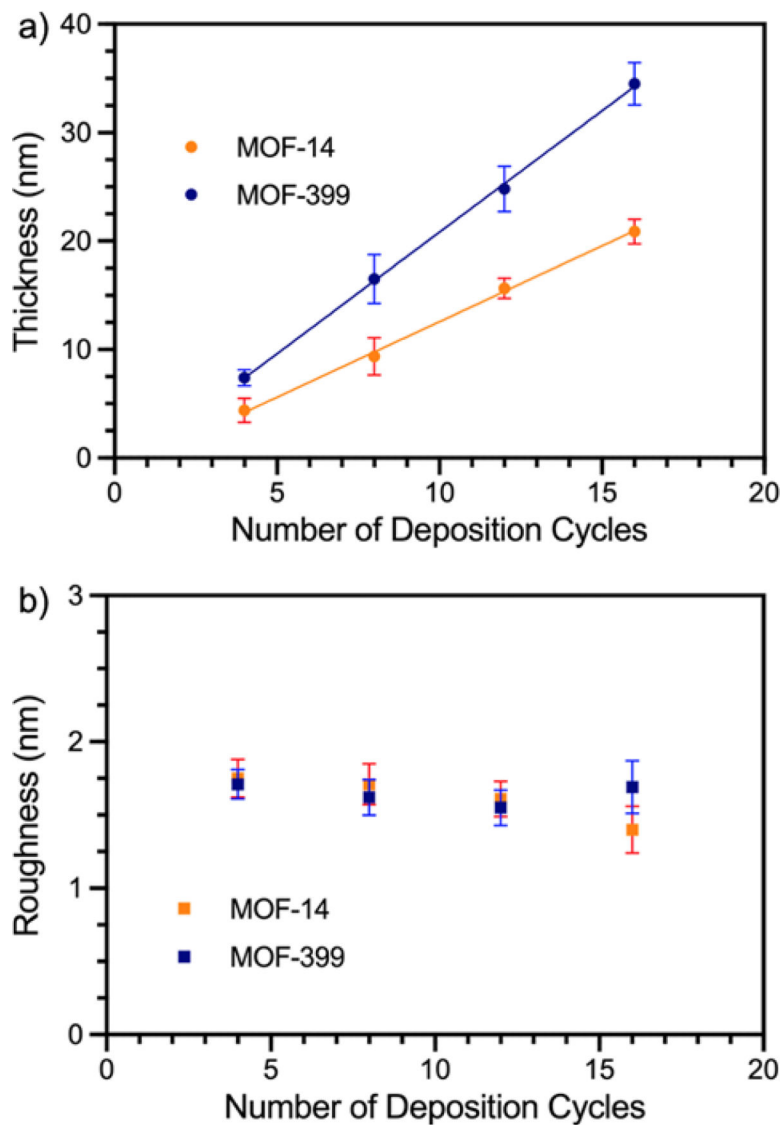 a)
40
30
20
10
0
Thickness (nm)
MOF-14
MOF-399
0 5 10 15 20
Number of Deposition Cycles
b)
3
2
1
0
Roughness (nm)
MOF-14
MOF-399
0 5 10 15 20
Number of Deposition Cycles